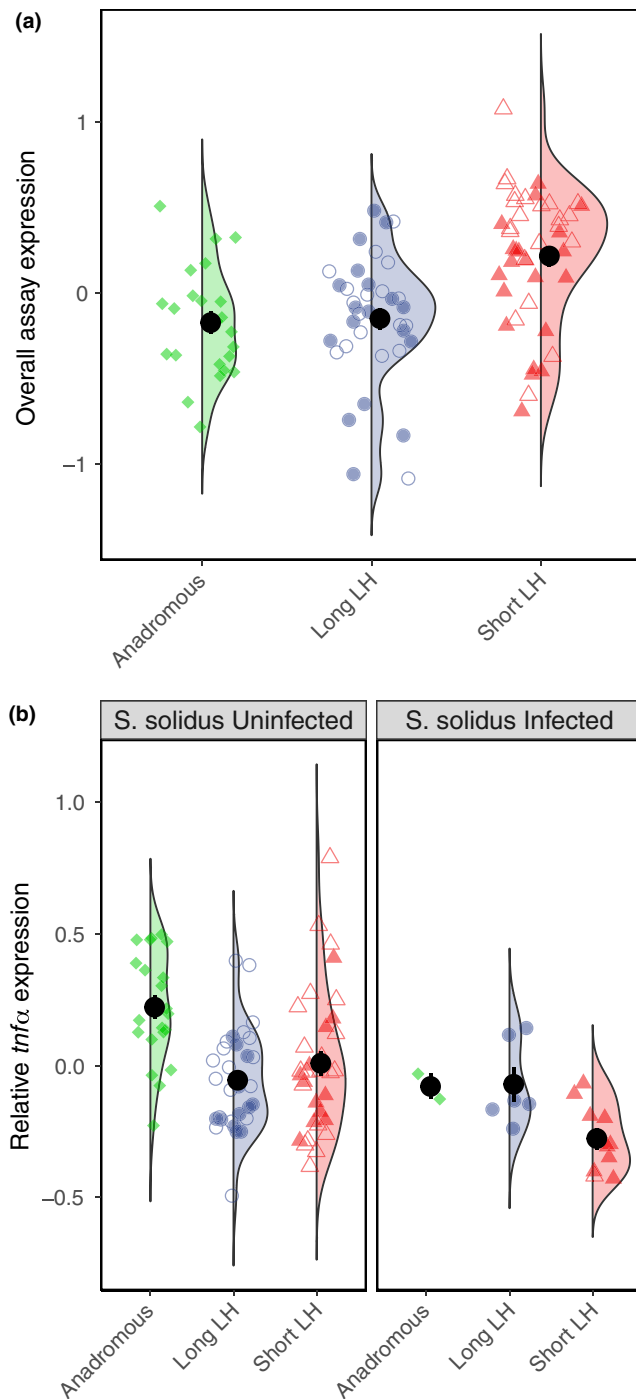 (a)
Overall assay expression
1
0
−1
Anadromous
Long LH
Short LH
(b)
S. solidus Uninfected
S. solidus Infected
Relative tnfα expression
1.0
0.5
0.0
−0.5
Anadromous
Long LH
Short LH
Anadromous
Long LH
Short LH